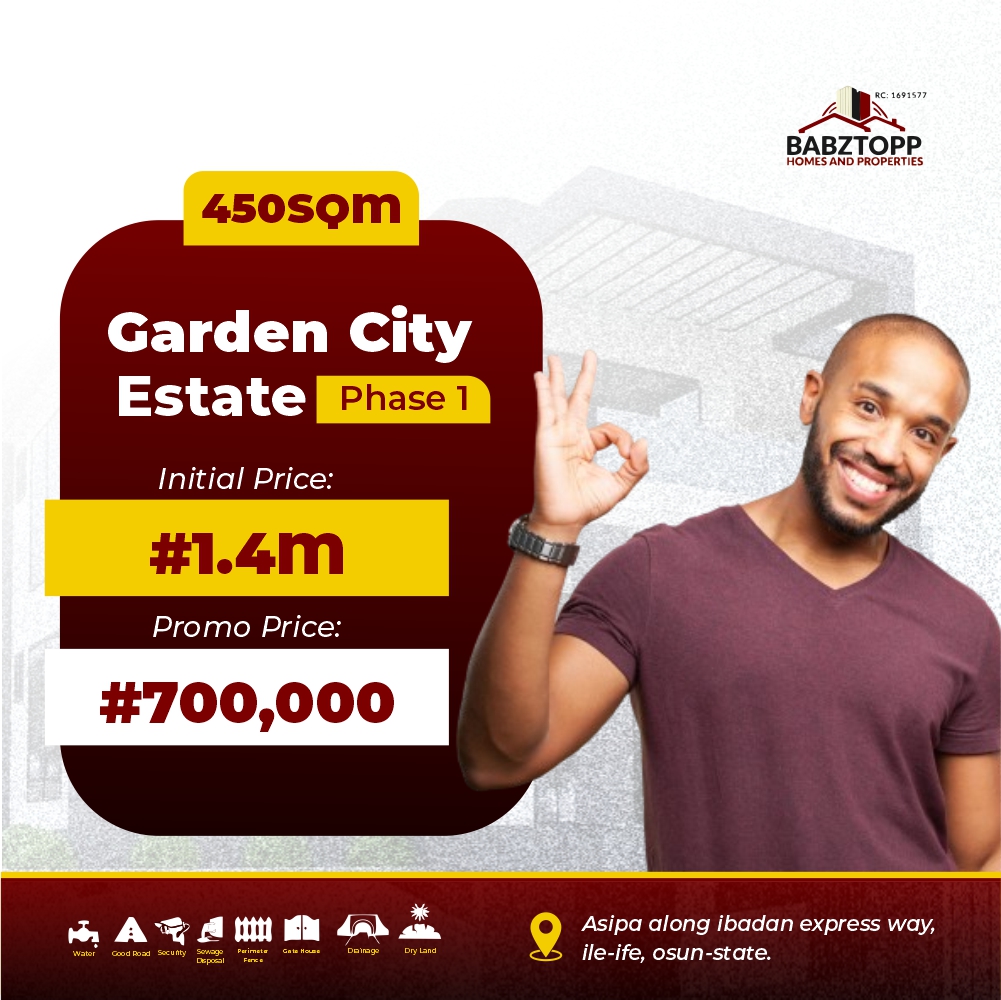 RC: 1691577
BABZTOPP
HOMES AND PROPERTIES
450SQM
Garden City
Estate Phase 1
Initial Price:
#1.4m
Promo Price:
#700,000
Water
Good Road
Security
Sewage
Disposal
Perimeter
Fence
Gate House
Drainage
Dry Land
Asipa along ibadan express way,
ile-ife, osun-state.